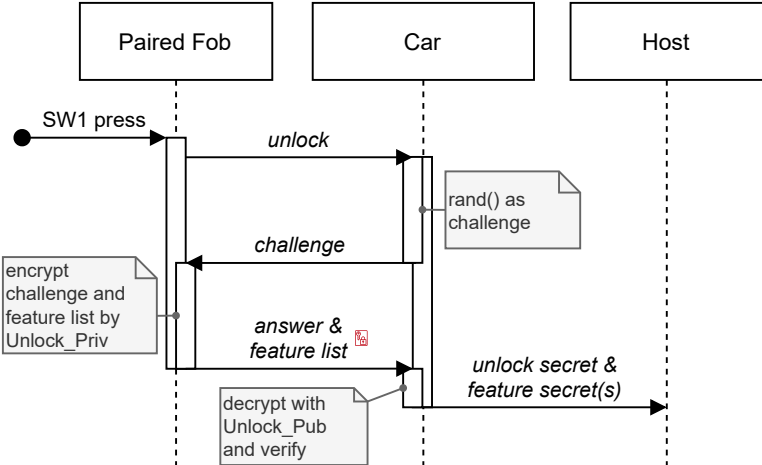 Paired Fob
Car
Host
SW1 press
unlock
rand() as
challenge
challenge
encrypt
challenge and
feature list by
Unlock_Priv
answer &
feature list
unlock secret &
feature secret(s)
decrypt with
Unlock_Pub
and verify